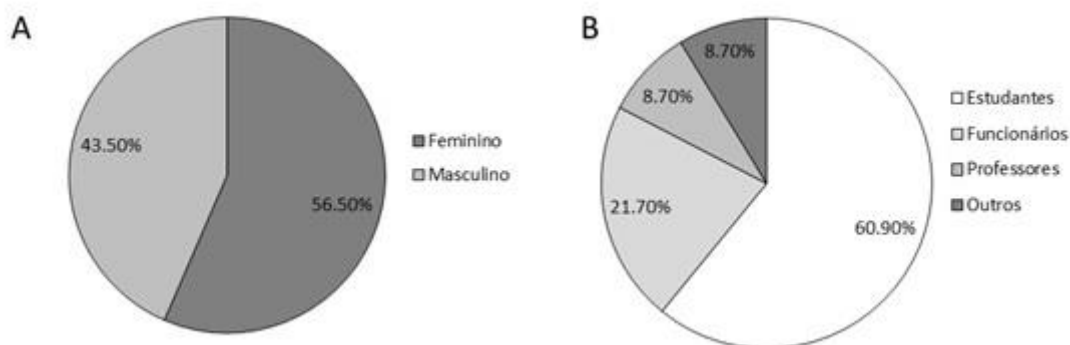 A
43.50%
56.50%
Feminino
Masculino
B
8.70%
8.70%
21.70%
60.90%
Estudantes
Funcionários
Professores
Outros